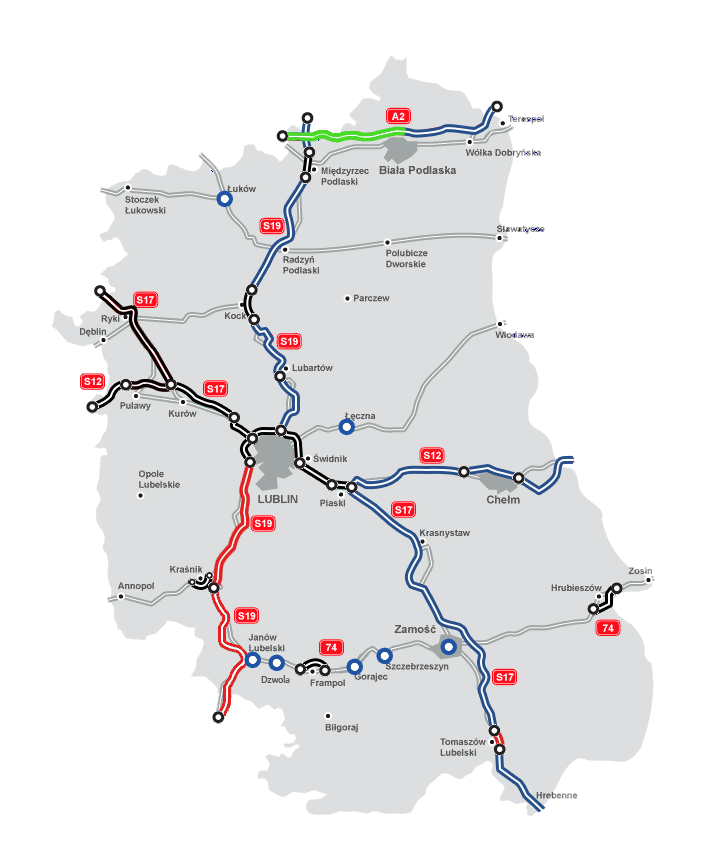 A2
Terespol
Wólka Dobryńska
Biała Podlaska
Międzyrzec
Podlaski
Łuków
Stoczek
Łukowski
S19
Sławatycze
Radzyń
Podlaski
Polubicze
Dworskie
S17
Parczew
Ryki
Kock
Dęblin
S19
Włodawa
Lubartów
S12
S17
Puławy
Kurów
Łęczna
Świdnik
S12
Opole
Lubelskie
LUBLIN
Piaski
Chełm
S19
S17
Krasnystaw
Kraśnik
Zosin
Annopol
Hrubieszów
S19
74
Zamość
Janów
Lubelski
74
Szczebrzeszyn
Dzwola
Frampol
Gorajec
S17
Biłgoraj
Tomaszów
Lubelski
Hrebenne